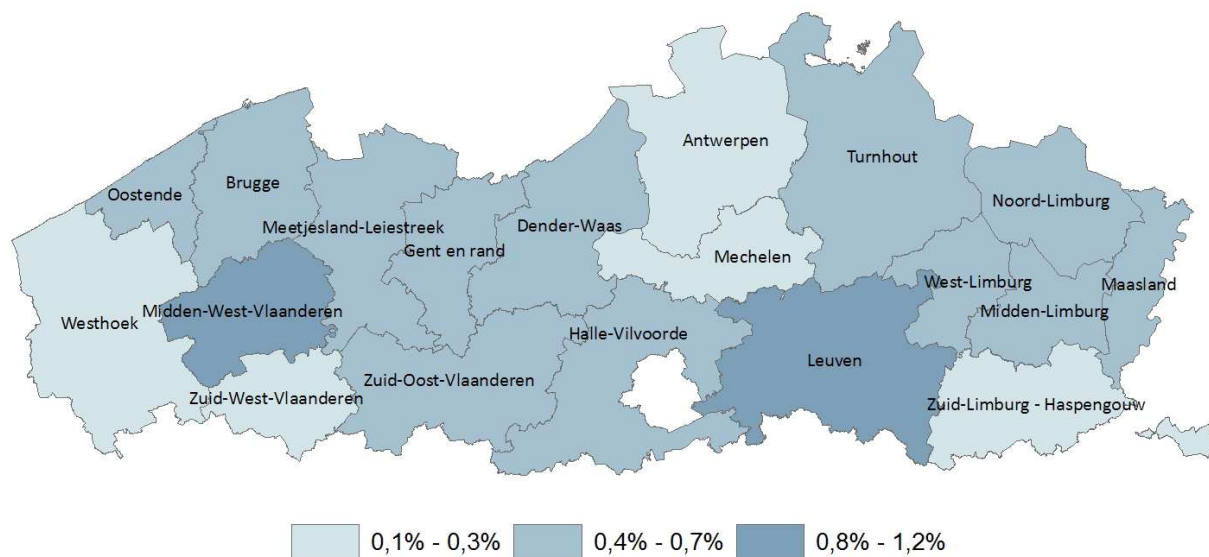 Antwerpen
Turnhout
Oostende
Brugge
Noord-Limburg
Meetjesland-Leiestreek
Gent en rand
Dender-Waas
Mechelen
West-Limburg
Maasland
Midden-West-Vlaanderen
Midden-Limburg
Westhoek
Halle-Vilvoorde
Leuven
Zuid-Oost-Vlaanderen
Zuid-West-Vlaanderen
Zuid-Limburg - Haspengouw
0,1% - 0,3%
0,4% - 0,7%
0,8% - 1,2%